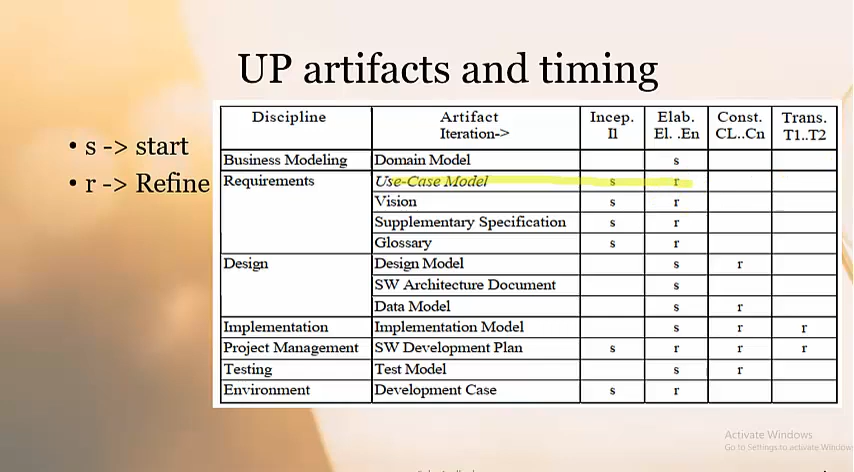 UP artifacts and timing
• s -> start
• r -> Refine
Discipline Artifact Iteration-> Incep. I1 Elab. El. .En Const. CL..Cn Trans. T1..T2
Business Modeling Domain Model s
Requirements Use-Case Model s r
Vision s r
Supplementary Specification s r
Glossary s r
Design Design Model s r
SW Architecture Document s
Data Model s r
Implementation Implementation Model s r r
Project Management SW Development Plan s r r r
Testing Test Model s r
Environment Development Case s r
Activate Windows
Go to Settings to activate Windows